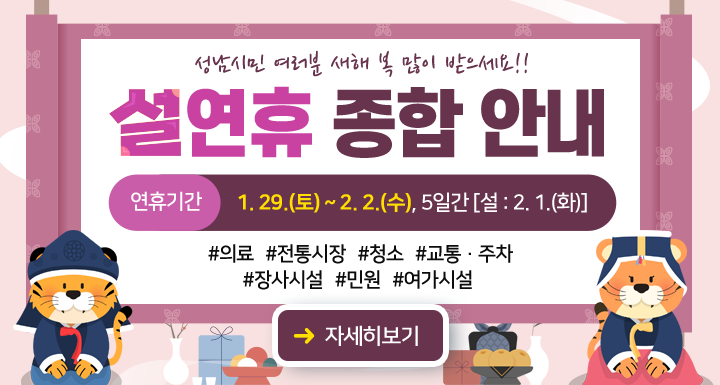 성남시민 여러분 새해 복 많이 받으세요!!
설연휴 종합 안내
연휴기간 1. 29.(토) ~ 2. 2.(수), 5일간 [설 : 2. 1.(화)]
#의료 #전통시장 #청소 #교통 · 주차
#장사시설 #민원 #여가시설
➔ 자세히보기